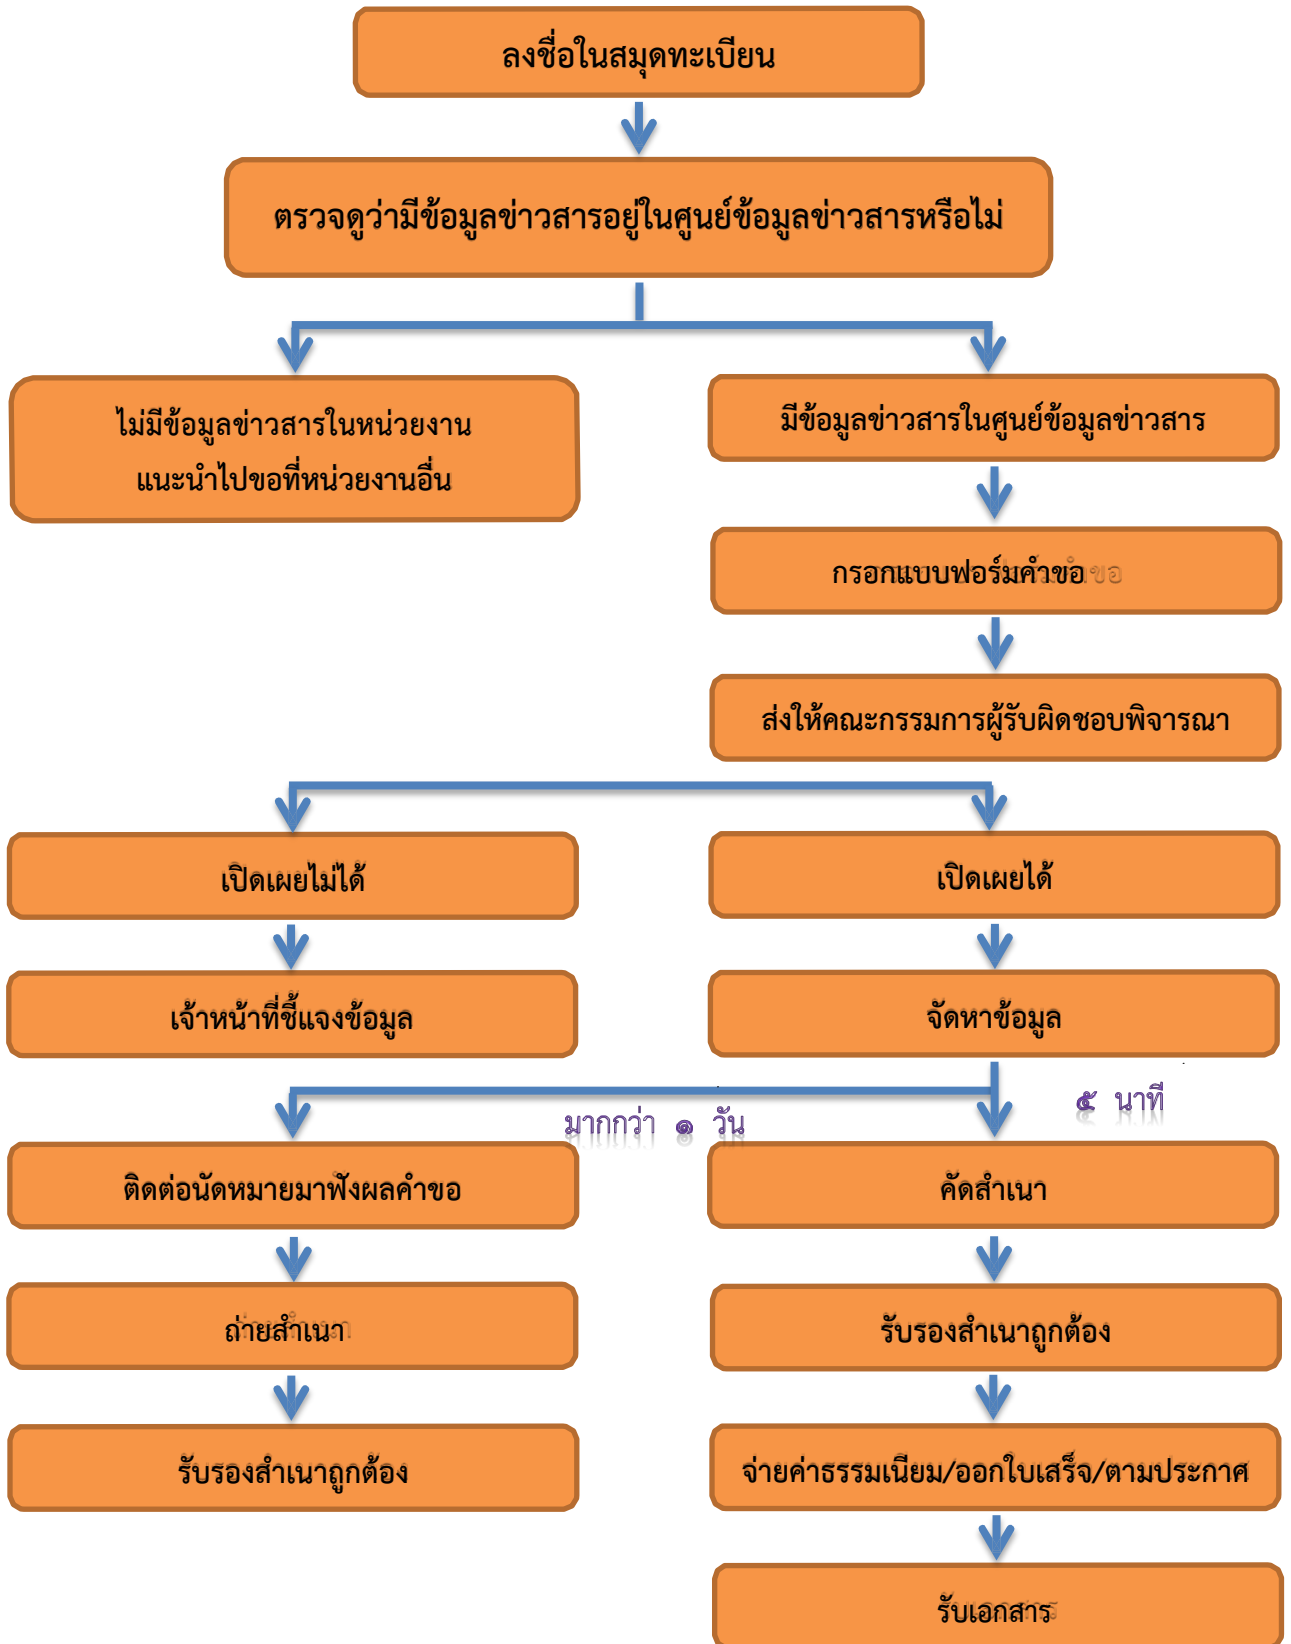 ลงชื่อในสมุดทะเบียน
ตรวจดูว่ามีข้อมูลข่าวสารอยู่ในศูนย์ข้อมูลข่าวสารหรือไม่
ไม่มีข้อมูลข่าวสารในหน่วยงาน
แนะนำไปขอที่หน่วยงานอื่น
มีข้อมูลข่าวสารในศูนย์ข้อมูลข่าวสาร
กรอกแบบฟอร์มคำขอ
ส่งให้คณะกรรมการผู้รับผิดชอบพิจารณา
เปิดเผยไม่ได้
เปิดเผยได้
เจ้าหน้าที่ชี้แจงข้อมูล
จัดหาข้อมูล
มากกว่า ๑ วัน
๕ นาที
ติดต่อนัดหมายมาฟังผลคำขอ
คัดสำเนา
ถ่ายสำเนา
รับรองสำเนาถูกต้อง
รับรองสำเนาถูกต้อง
จ่ายค่าธรรมเนียม/ออกใบเสร็จ/ตามประกาศ
รับเอกสาร